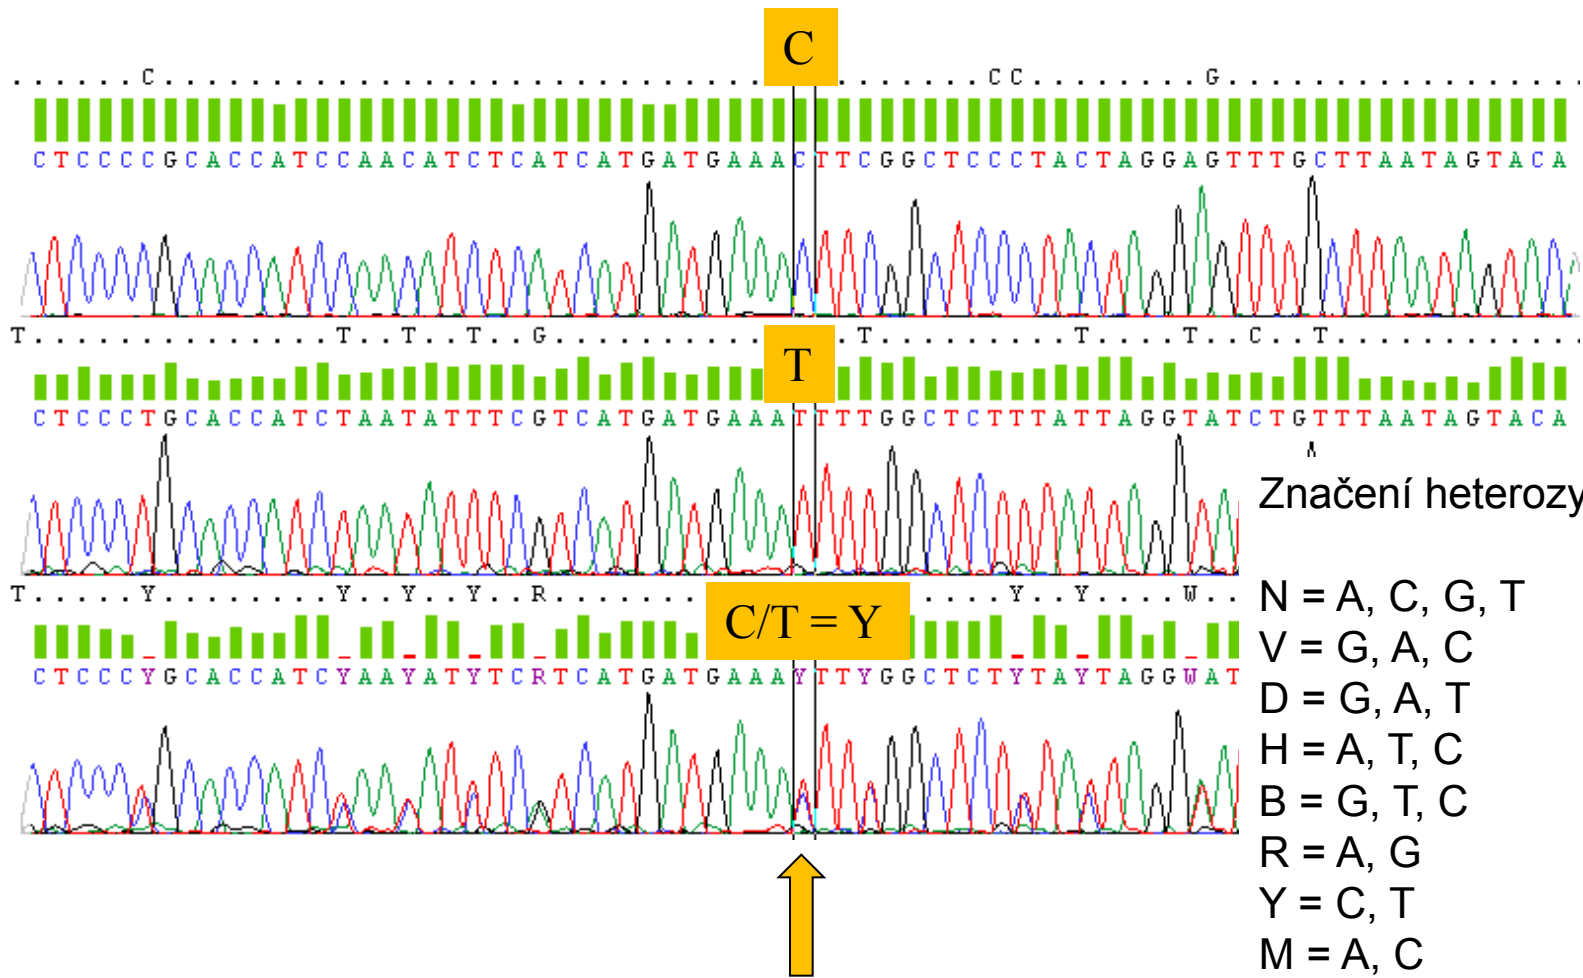 C
......C............................ ......CC........G.................
CTCCCCGCACCATCCAACATCTCATCATGATGAAACTTCGGCTCCCTACTAGGAGTTTGCTTAATAGTACA
T..............T..T..T..G.......... .T.........T....T..C..T............
T
CTCCCTGCACCATCTAATATTTCGTCATGATGAAATTTTGGCTCTTTATTAGGTATCTGTTTAATAGTACA
T.....Y........Y..Y..Y..R....... ....Y..Y....W..
C/T = Y
CTCCCYGCACCATCYAAYATYTCRTCATGATGAAAYTTYGGCTCTYTAYTAGGWAT
Značení heterozy
N = A, C, G, T
V = G, A, C
D = G, A, T
H = A, T, C
B = G, T, C
R = A, G
Y = C, T
M = A, C